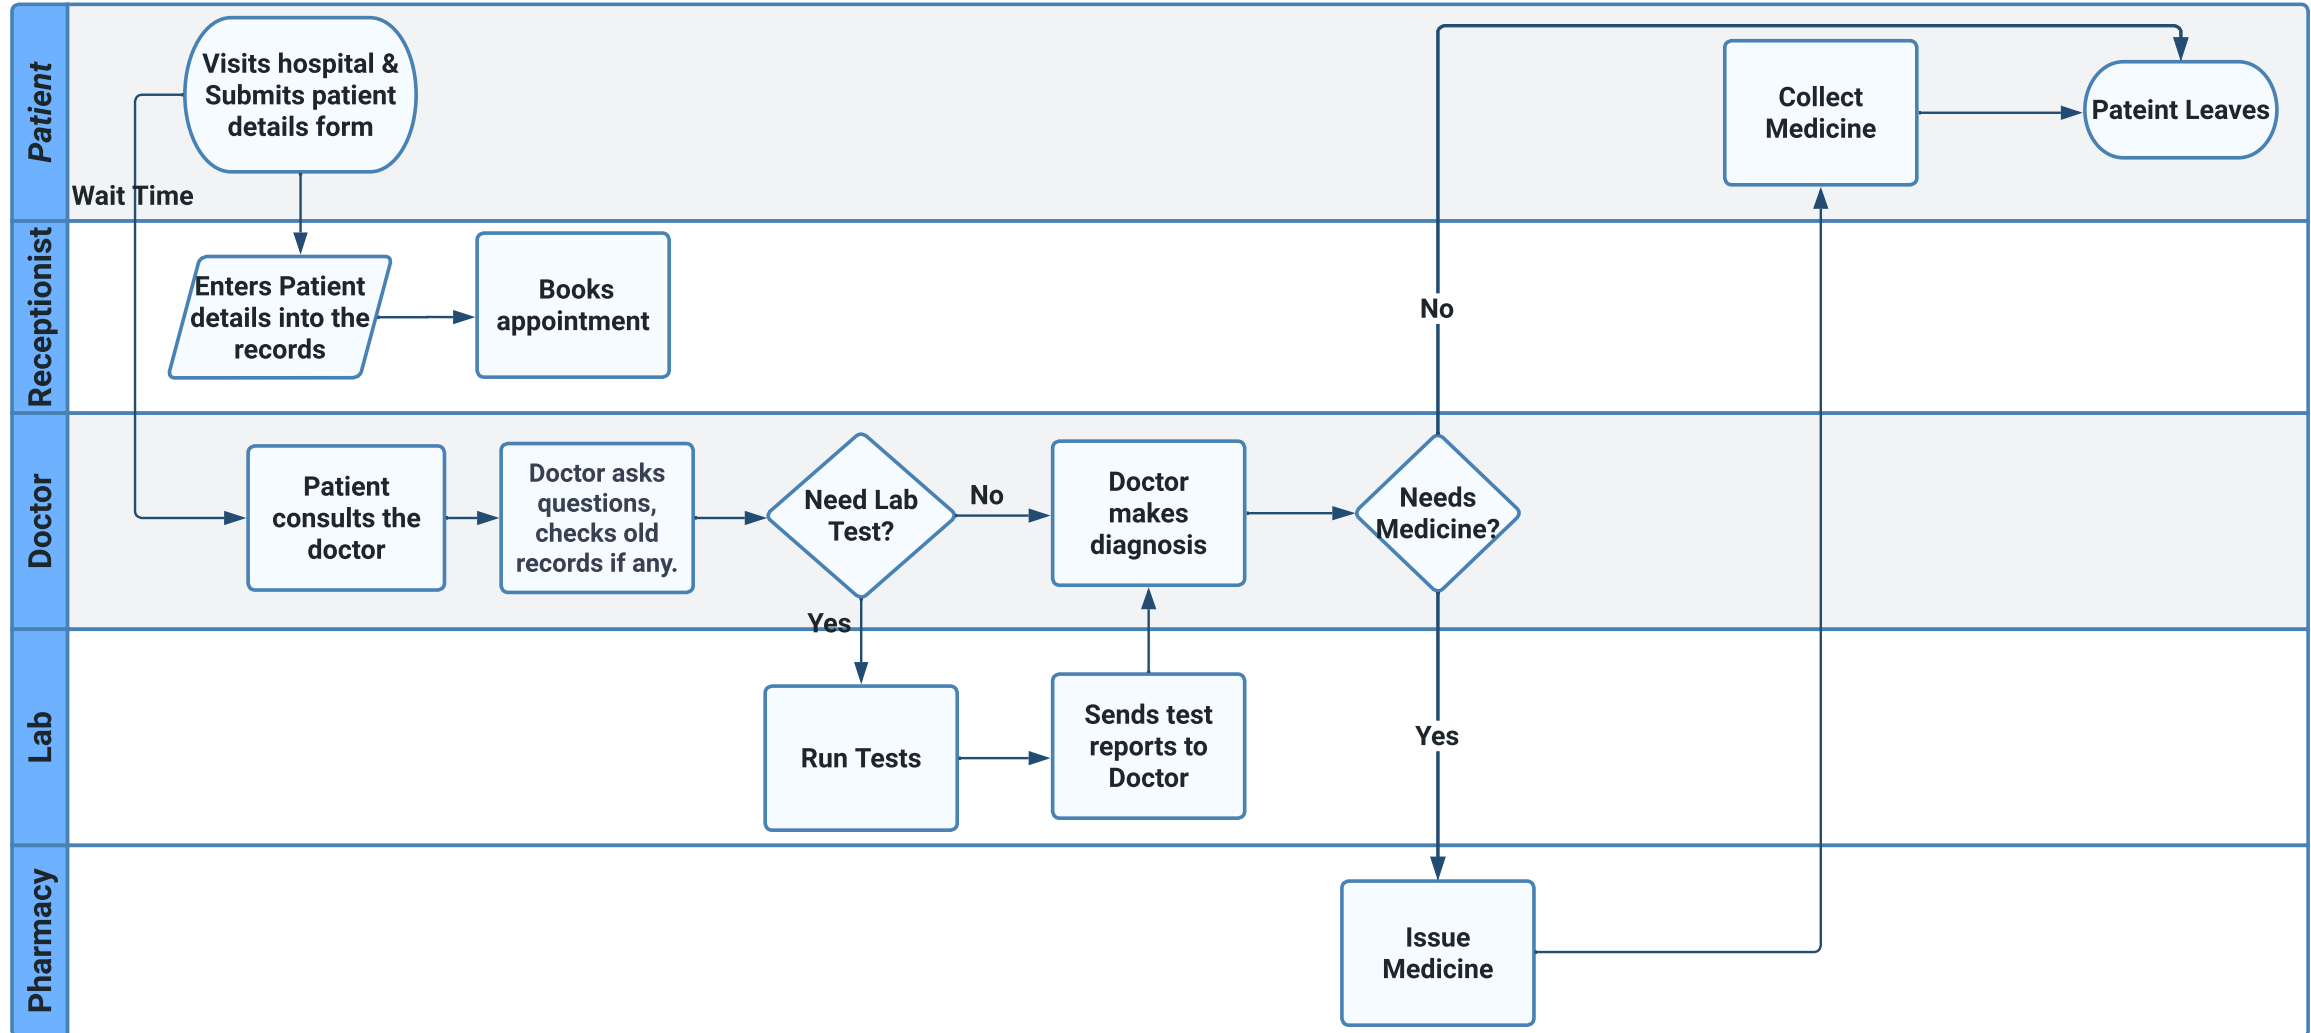 Patient
Visits hospital &
Submits patient
details form
Wait Time
Collect
Medicine
Pateint Leaves
Receptionist
Enters Patient
details into the
records
Books
appointment
No
Doctor
Patient
consults the
doctor
Doctor asks
questions,
checks old
records if any.
Need Lab
Test?
No
Yes
Doctor
makes
diagnosis
Needs
Medicine?
Lab
Run Tests
Sends test
reports to
Doctor
Yes
Pharmacy
Issue
Medicine